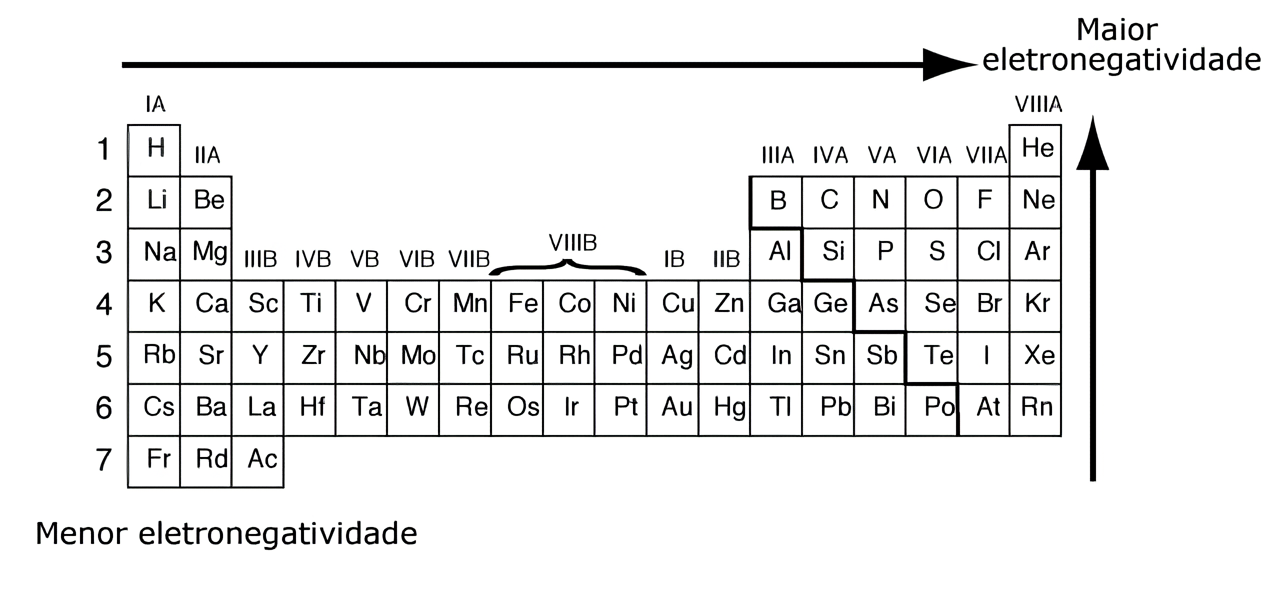 Maior
eletronegatividade
IA VIIIA
1 H IIA IIIA IVA VA VIA VIIA He
2 Li Be B C N O F Ne
3 Na Mg IIIB IVB VB VIB VIIB VIIIB IB IIB Al Si P S Cl Ar
4 K Ca Sc Ti V Cr Mn Fe Co Ni Cu Zn Ga Ge As Se Br Kr
5 Rb Sr Y Zr Nb Mo Tc Ru Rh Pd Ag Cd In Sn Sb Te I Xe
6 Cs Ba La Hf Ta W Re Os Ir Pt Au Hg Tl Pb Bi Po At Rn
7 Fr Rd Ac
Menor eletronegatividade